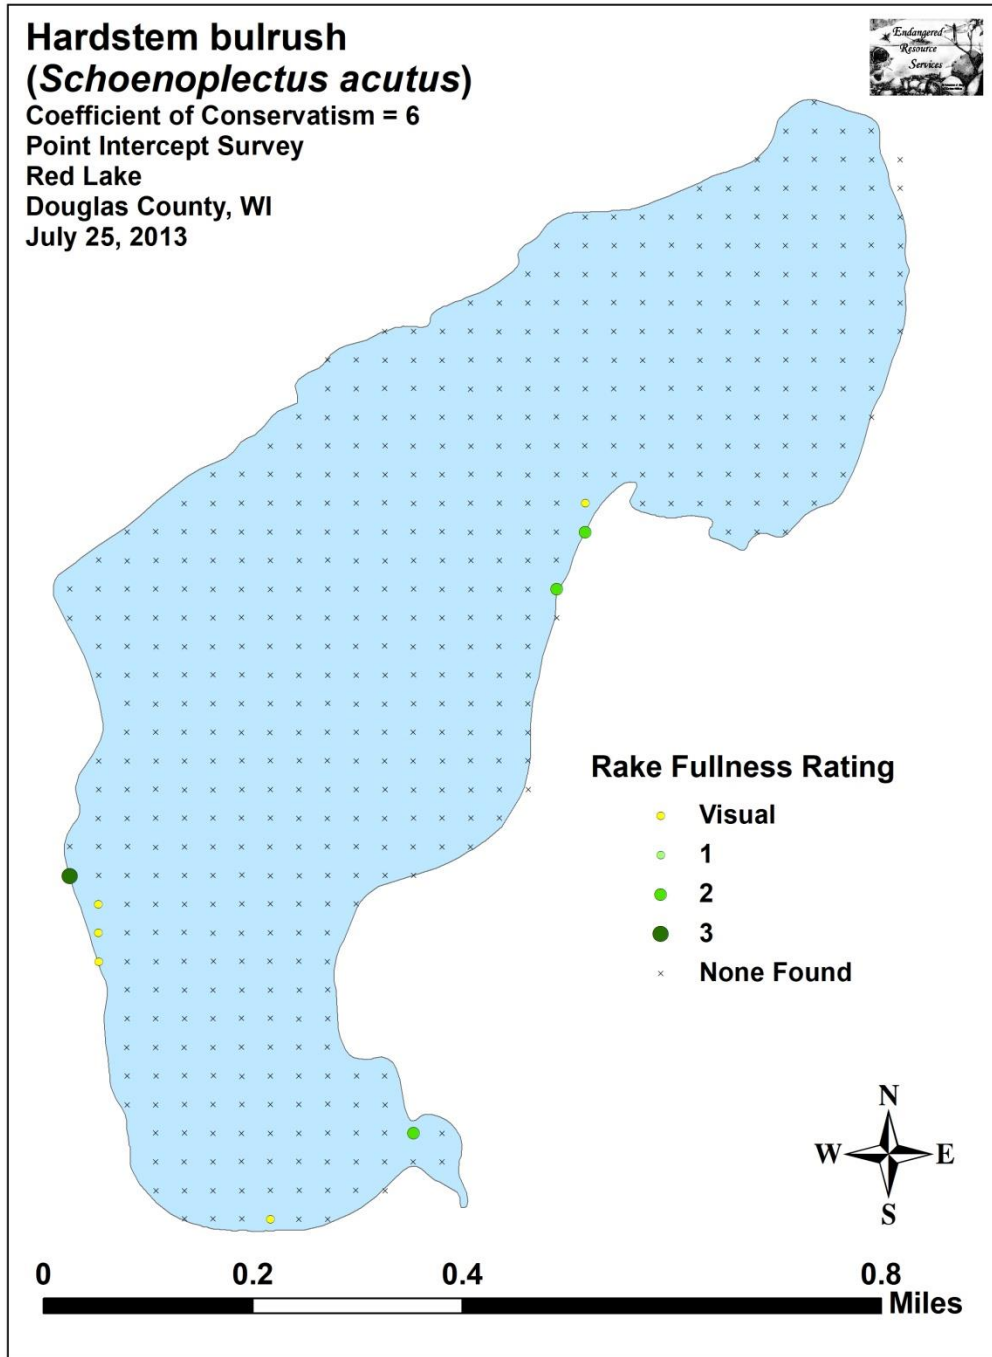 Hardstem bulrush
(Schoenoplectus acutus)
Coefficient of Conservatism = 6
Point Intercept Survey
Red Lake
Douglas County, WI
July 25, 2013
Endangered
Resource
Services
Rake Fullness Rating
Visual
1
2
3
None Found
N
W E
S
0 0.2 0.4 0.8
Miles